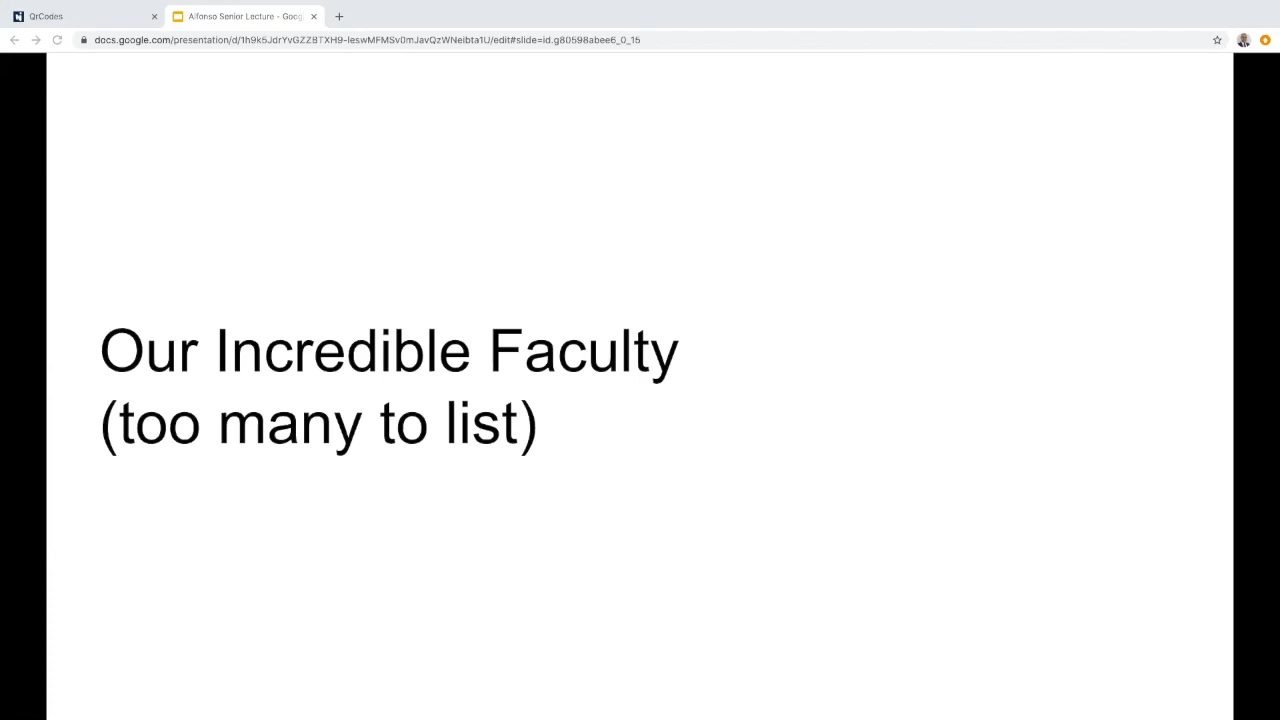 QrCodes
Alfonso Senior Lecture - Goog
docs.google.com/presentation/d/1h9k5JdrYvGZZBTXH9-IeswMFMSv0mJavQzWNeibta1U/edit#slide=id.g80598abee6_0_15
Our Incredible Faculty
(too many to list)